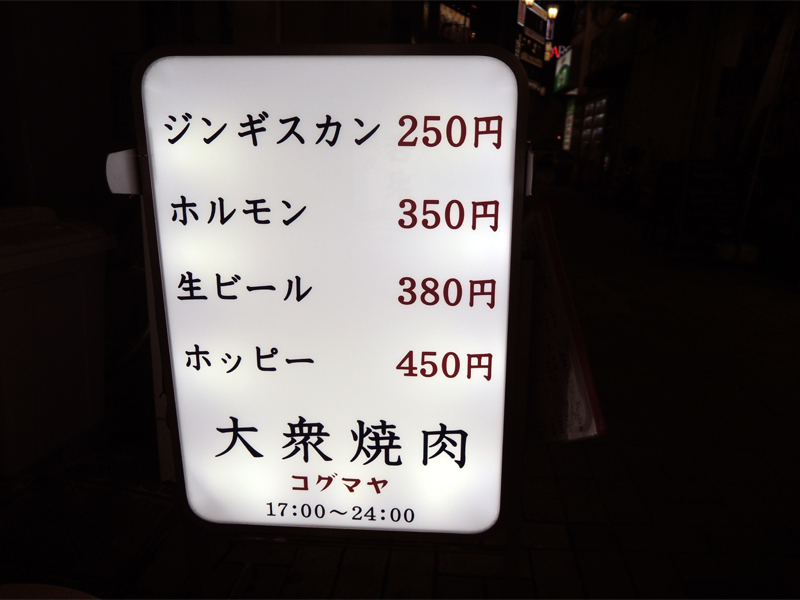 ジンギスカン 250円
ホルモン 350円
生ビール 380円
ホッピー 450円
大衆焼肉
コグマヤ
17:00～24:00